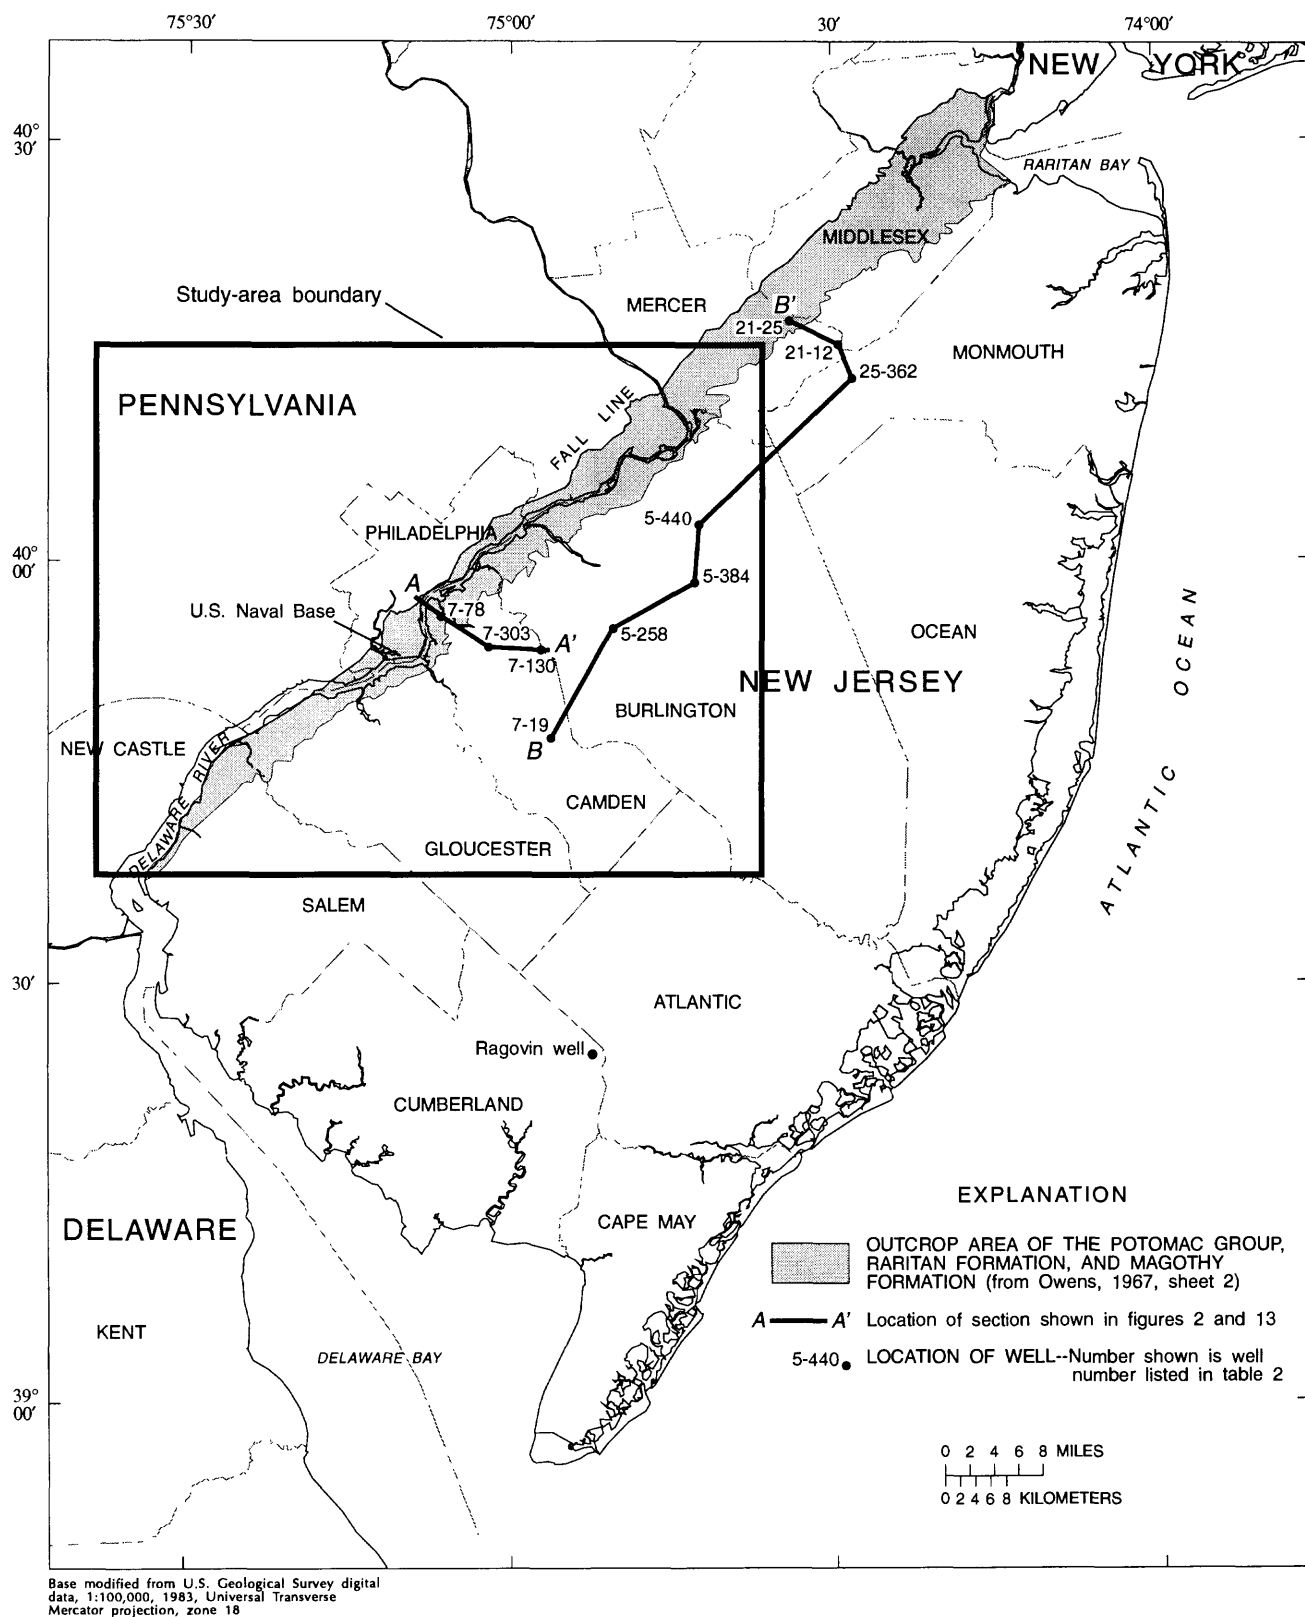 75°30′ 75°00′ 30′ 74°00′
NEW YORK
40°
30′
RARITAN BAY
MIDDLESEX
Study-area boundary
MERCER
B'
21-25
21-12
MONMOUTH
25-362
PENNSYLVANIA
FALL LINE
5-440
PHILADELPHIA
40°
00′
A
5-384
U.S. Naval Base
7-78
7-303
A'
7-130
5-258
OCEAN
ATLANTIC OCEAN
NEW JERSEY
BURLINGTON
7-19
B
NEW CASTLE
DELAWARE RIVER
CAMDEN
GLOUCESTER
SALEM
30′
ATLANTIC
Ragovin well
CUMBERLAND
DELAWARE
CAPE MAY
KENT
DELAWARE BAY
39°
00′
EXPLANATION
OUTCROP AREA OF THE POTOMAC GROUP,
RARITAN FORMATION, AND MAGOTHY
FORMATION (from Owens, 1967, sheet 2)
A A' Location of section shown in figures 2 and 13
5-440 LOCATION OF WELL--Number shown is well
number listed in table 2
0 2 4 6 8 MILES
0 2 4 6 8 KILOMETERS
Base modified from U.S. Geological Survey digital
data, 1:100,000, 1983, Universal Transverse
Mercator projection, zone 18